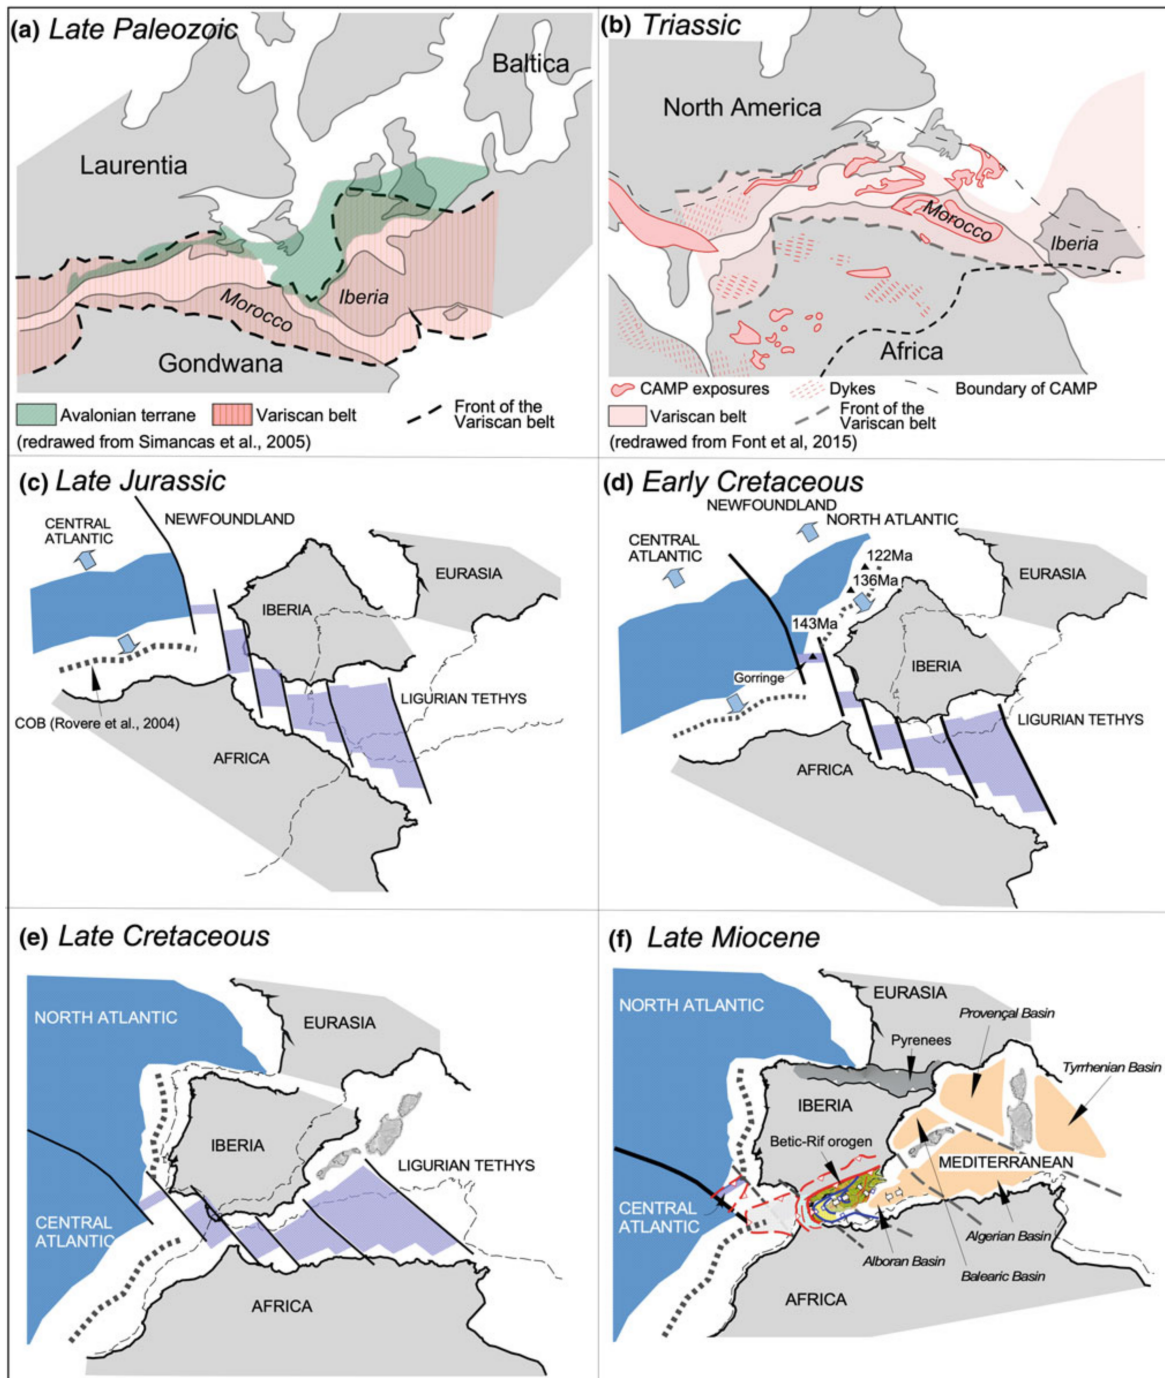 (a) Late Paleozoic
Baltica
Laurentia
Iberia
Morocco
Gondwana
Avalonian terrane
Variscan belt
Front of the
Variscan belt
(redrawed from Simancas et al., 2005)
(b) Triassic
North America
Morocco
Iberia
Africa
CAMP exposures
Dykes
Boundary of CAMP
Variscan belt
Front of the
Variscan belt
(redrawed from Font et al, 2015)
(c) Late Jurassic
CENTRAL
ATLANTIC
NEWFOUNDLAND
EURASIA
IBERIA
LIGURIAN TETHYS
COB (Rovere et al., 2004)
AFRICA
(d) Early Cretaceous
NEWFOUNDLAND
NORTH ATLANTIC
CENTRAL
ATLANTIC
122Ma
136Ma
EURASIA
143Ma
IBERIA
Gorringe
LIGURIAN TETHYS
AFRICA
(e) Late Cretaceous
NORTH ATLANTIC
EURASIA
IBERIA
LIGURIAN TETHYS
CENTRAL
ATLANTIC
AFRICA
(f) Late Miocene
NORTH ATLANTIC
EURASIA
Provençal Basin
Pyrenees
Tyrrhenian Basin
IBERIA
Betic-Rif orogen
MEDITERRANEAN
CENTRAL
ATLANTIC
Algerian Basin
Alboran Basin
Balearic Basin
AFRICA